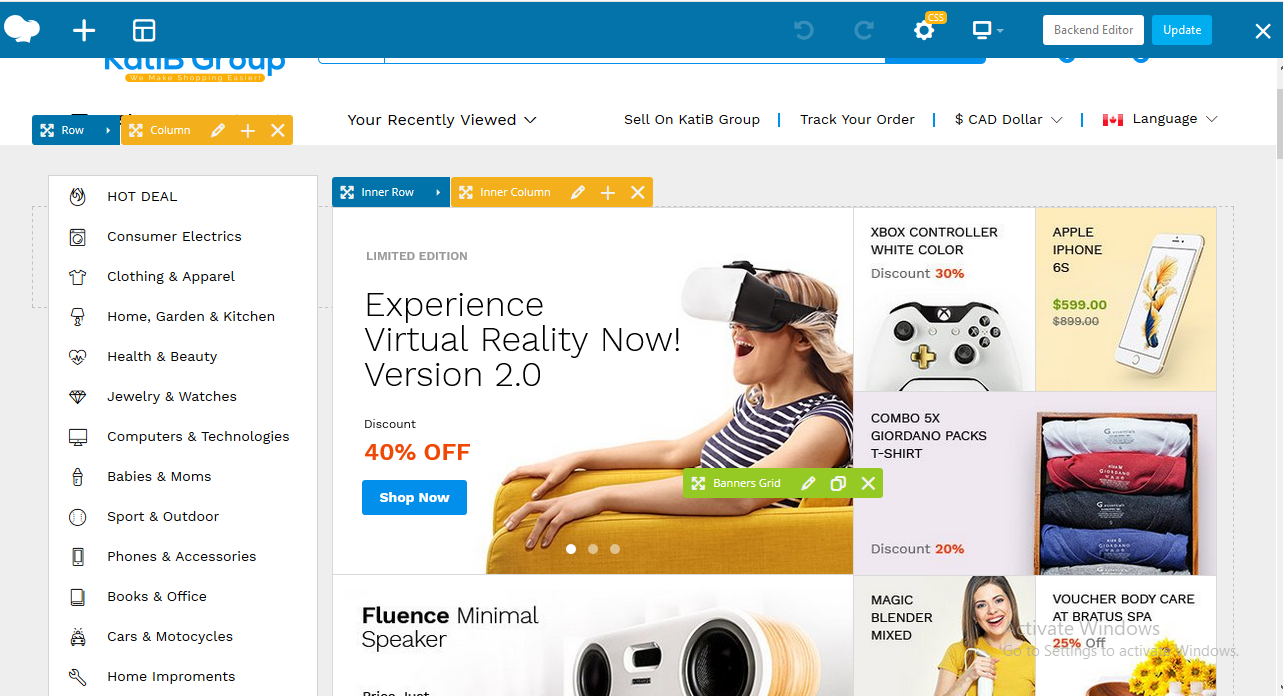 CSS
Backend Editor
Update
KatiB Group
We Make Shopping Easier!
Row
Column
Your Recently Viewed
Sell On KatiB Group
Track Your Order
$ CAD Dollar
Language
HOT DEAL
Consumer Electrics
Clothing & Apparel
Home, Garden & Kitchen
Health & Beauty
Jewelry & Watches
Computers & Technologies
Babies & Moms
Sport & Outdoor
Phones & Accessories
Books & Office
Cars & Motocycles
Home Improments
Inner Row
Inner Column
LIMITED EDITION
Experience
Virtual Reality Now!
Version 2.0
Discount
40% OFF
Shop Now
Banners Grid
XBOX CONTROLLER
WHITE COLOR
Discount 30%
APPLE
IPHONE
6S
$599.00
$899.00
COMBO 5X
GIORDANO PACKS
T-SHIRT
Discount 20%
GIORDANO
Fluence Minimal
Speaker
Price Just
MAGIC
BLENDER
MIXED
VOUCHER BODY CARE
AT BRATUS SPA
25% Off
Activate Windows
Go to Settings to activate Windows.